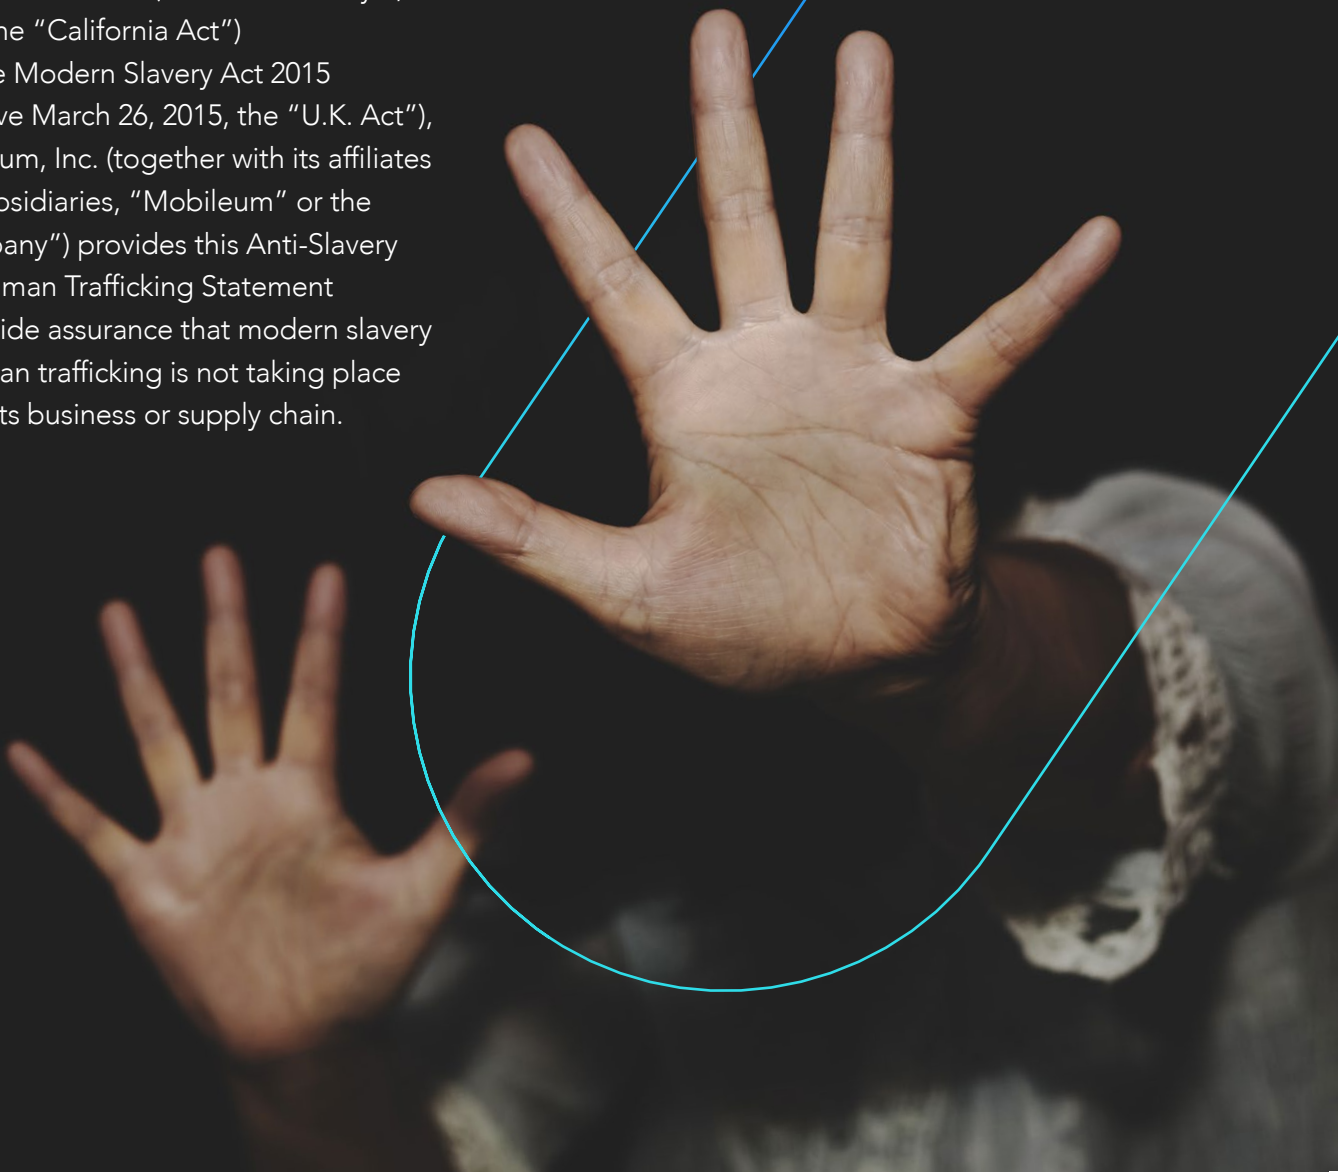 he “California Act”)
e Modern Slavery Act 2015
ve March 26, 2015, the “U.K. Act”),
um, Inc. (together with its affiliates
bsidiaries, “Mobileum” or the
pany”) provides this Anti-Slavery
man Trafficking Statement
ide assurance that modern slavery
an trafficking is not taking place
ts business or supply chain.